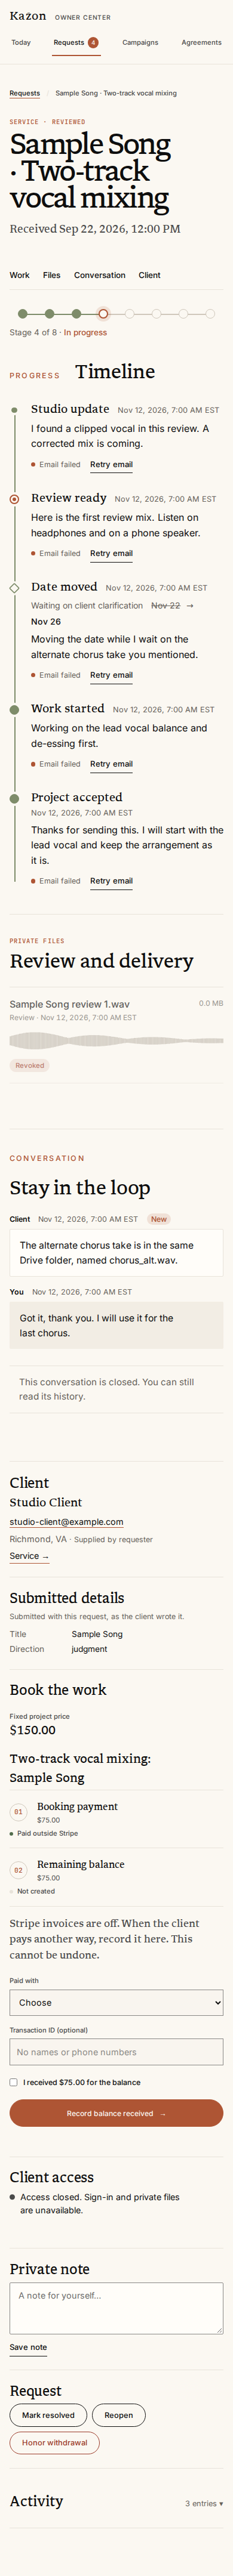 Kazon OWNER CENTER
Today Requests 4 Campaigns Agreements
Requests / Sample Song · Two-track vocal mixing
SERVICE · REVIEWED
Sample Song
· Two-track
vocal mixing
Received Sep 22, 2026, 12:00 PM
Work Files Conversation Client
Stage 4 of 8 · In progress
PROGRESS Timeline
Studio update Nov 12, 2026, 7:00 AM EST
I found a clipped vocal in this review. A
corrected mix is coming.
Email failed Retry email
Review ready Nov 12, 2026, 7:00 AM EST
Here is the first review mix. Listen on
headphones and on a phone speaker.
Email failed Retry email
Date moved Nov 12, 2026, 7:00 AM EST
Waiting on client clarification Nov 22 →
Nov 26
Moving the date while I wait on the
alternate chorus take you mentioned.
Email failed Retry email
Work started Nov 12, 2026, 7:00 AM EST
Working on the lead vocal balance and
de-essing first.
Email failed Retry email
Project accepted
Nov 12, 2026, 7:00 AM EST
Thanks for sending this. I will start with the
lead vocal and keep the arrangement as
it is.
Email failed Retry email
PRIVATE FILES
Review and delivery
Sample Song review 1.wav 0.0 MB
Review · Nov 12, 2026, 7:00 AM EST
Revoked
CONVERSATION
Stay in the loop
Client Nov 12, 2026, 7:00 AM EST New
The alternate chorus take is in the same
Drive folder, named chorus_alt.wav.
You Nov 12, 2026, 7:00 AM EST
Got it, thank you. I will use it for the
last chorus.
This conversation is closed. You can still
read its history.
Client
Studio Client
studio-client@example.com
Richmond, VA · Supplied by requester
Service →
Submitted details
Submitted with this request, as the client wrote it.
Title Sample Song
Direction judgment
Book the work
Fixed project price
$150.00
Two-track vocal mixing:
Sample Song
01 Booking payment
$75.00
Paid outside Stripe
02 Remaining balance
$75.00
Not created
Stripe invoices are off. When the client
pays another way, record it here. This
cannot be undone.
Paid with
Choose
Transaction ID (optional)
No names or phone numbers
I received $75.00 for the balance
Record balance received →
Client access
Access closed. Sign-in and private files
are unavailable.
Private note
A note for yourself...
Save note
Request
Mark resolved Reopen
Honor withdrawal
Activity 3 entries ▾